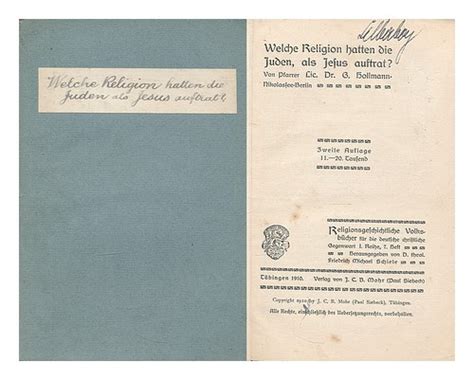 Welche Religion hatten die
Juden als Jesus auftrat?
Welche Religion hatten die
Juden, als Jesus auftrat?
Von Pfarrer Lic. Dr. G. Hollmann-
Nikolassee-Berlin
Zweite Auflage
11.—20. Tausend
Religionsgeschichtliche Volks-
bücher für die deutsche christliche
Gegenwart I. Reihe, 7. Heft
Herausgegeben von D. theol.
Friedrich Michael Schiele
Tübingen 1910. Verlag von J. C. B. Mohr (Paul Siebeck)
Copyright 1910 by J. C. B. Mohr (Paul Siebeck), Tübingen.
Alle Rechte, einschließlich des Uebersetzungsrechts, vorbehalten.